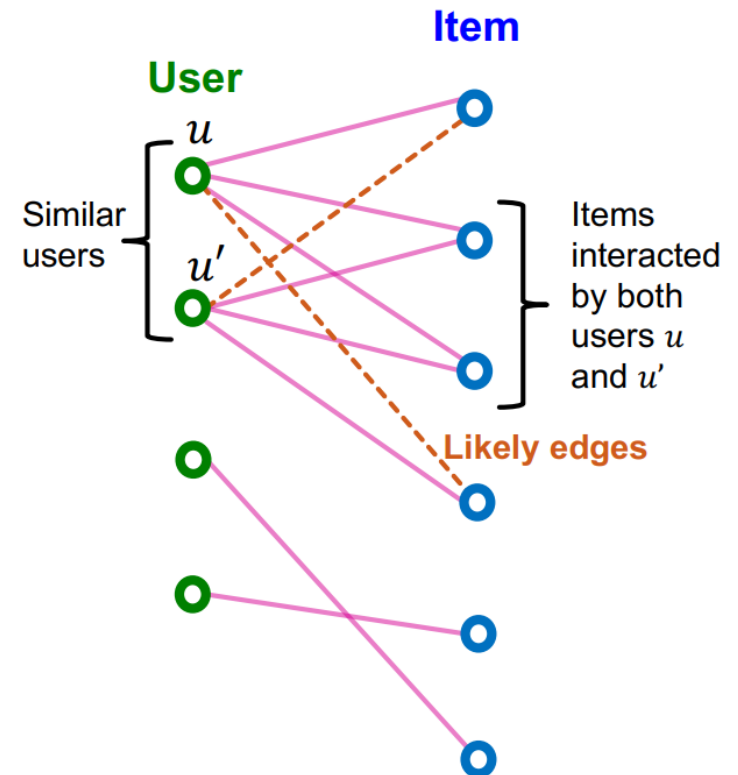 Item
User
u
Similar
users
u′
Items
interacted
by both
users u
and u’
Likely edges